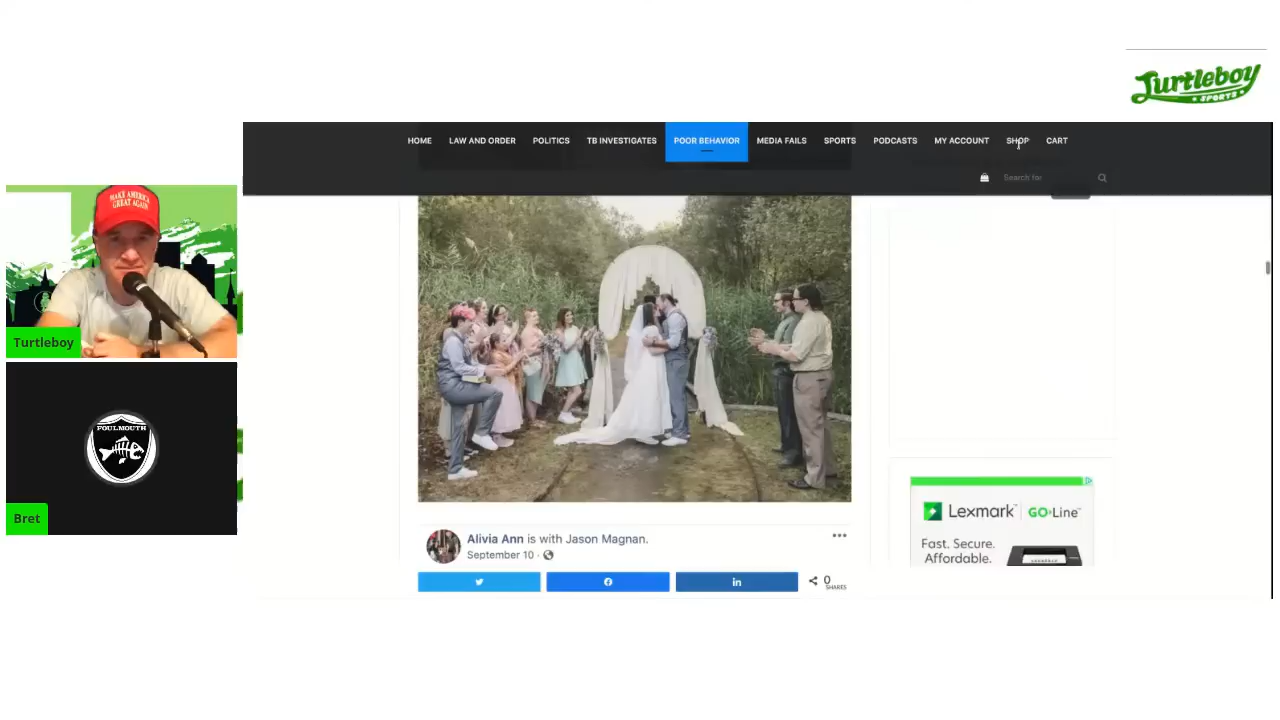 Turtleboy
SPORTS
HOME LAW AND ORDER POLITICS TB INVESTIGATES POOR BEHAVIOR MEDIA FAILS SPORTS PODCASTS MY ACCOUNT SHOP CART
Search for
MAKE AMERICA
GREAT AGAIN
Turtleboy
FOULMOUTH
Bret
Alivia Ann is with Jason Magnan.
September 10
0
SHARES
Lexmark GO Line
Fast. Secure.
Affordable.